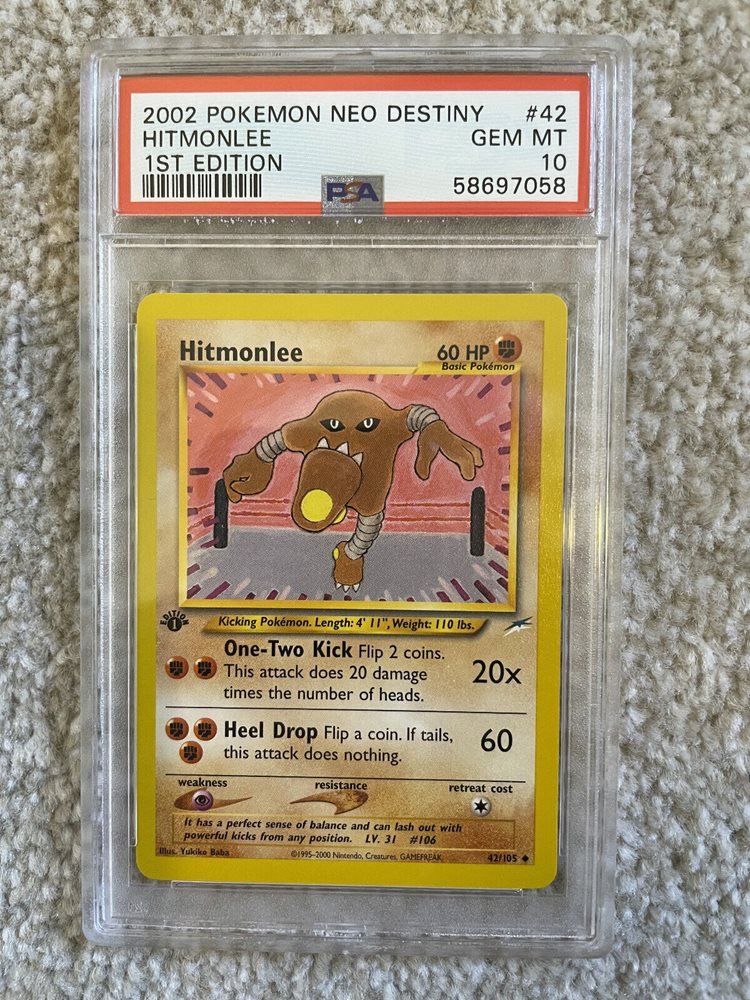 2002 POKEMON NEO DESTINY #42
HITMONLEE GEM MT
1ST EDITION 10
PSA 58697058
Hitmonlee 60 HP
Basic Pokémon
EDITION 1
Kicking Pokémon. Length: 4' 11", Weight: 110 lbs.
One-Two Kick Flip 2 coins.
This attack does 20 damage 20x
times the number of heads.
Heel Drop Flip a coin. If tails, 60
this attack does nothing.
weakness resistance retreat cost
It has a perfect sense of balance and can lash out with
powerful kicks from any position. LV. 31 #106
Illus. Yukiko Baba ©1995-2000 Nintendo, Creatures, GAMEFREAK. 42/105